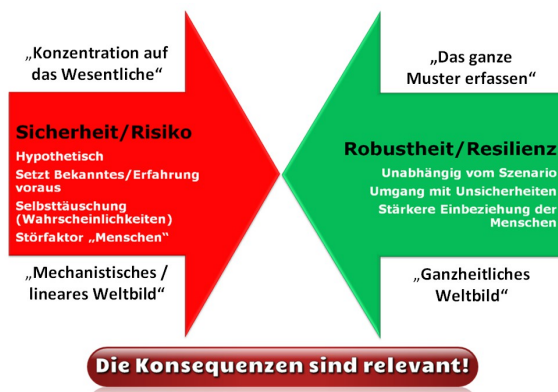 „Konzentration auf
das Wesentliche“
Sicherheit/Risiko
Hypothetisch
Setzt Bekanntes/Erfahrung
voraus
Selbsttäuschung
(Wahrscheinlichkeiten)
Störfaktor „Menschen“
„Mechanistisches /
lineares Weltbild“
„Das ganze
Muster erfassen“
Robustheit/Resilienz
Unabhängig vom Szenario
Umgang mit Unsicherheiten
Stärkere Einbeziehung der
Menschen
„Ganzheitliches
Weltbild“
Die Konsequenzen sind relevant!